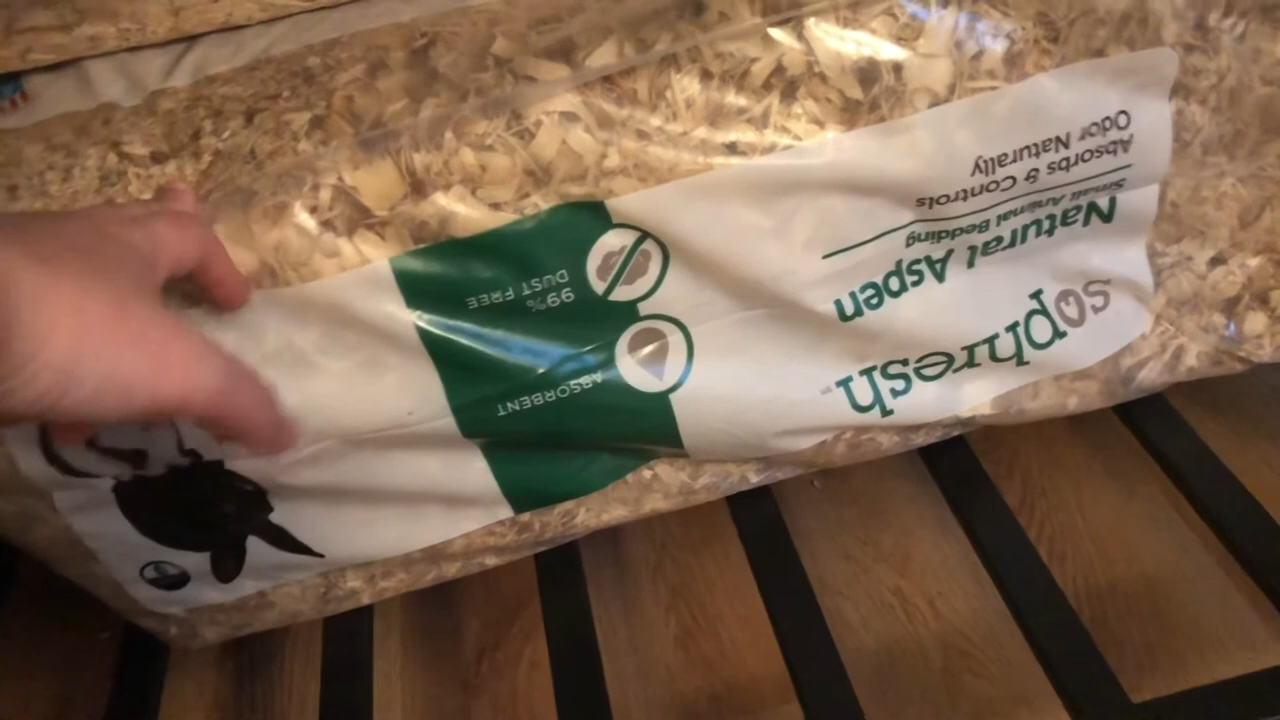 sophresh
Natural Aspen
Small Animal Bedding
Absorbs & Controls
Odor Naturally
ABSORBENT
99%
DUST FREE